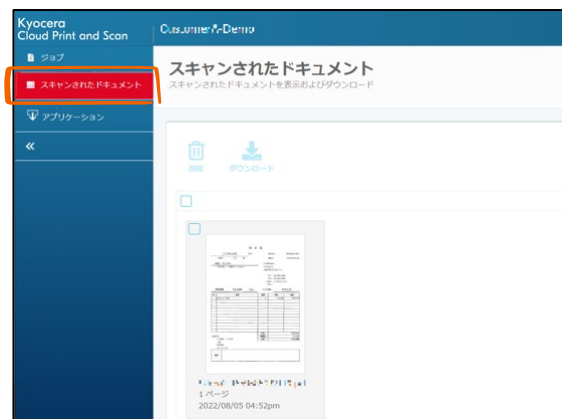 Kyocera
Cloud Print and Scan
CustomerA-Demo
ジョブ
スキャンされたドキュメント
アプリケーション
スキャンされたドキュメント
スキャンされたドキュメントを表示およびダウンロード
削除
ダウンロード
1 ページ
2022/08/05 04:52pm